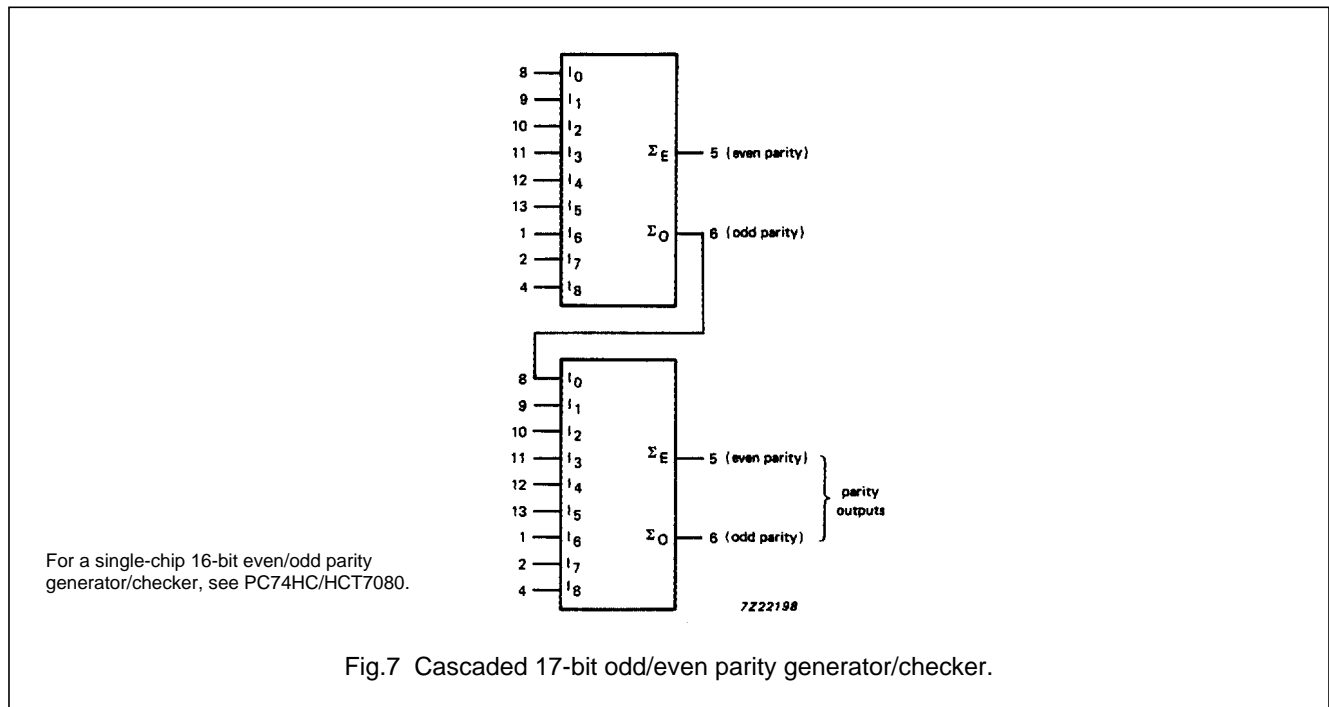 8 I0
9 I1
10 I2
11 I3 ΣE 5 (even parity)
12 I4
13 I5
1 I6 ΣO 6 (odd parity)
2 I7
4 I8
8 I0
9 I1
10 I2
11 I3 ΣE 5 (even parity)
12 I4
13 I5
parity
outputs
1 I6 ΣO 6 (odd parity)
2 I7
4 I8
For a single-chip 16-bit even/odd parity
generator/checker, see PC74HC/HCT7080.
7Z22198
Fig.7 Cascaded 17-bit odd/even parity generator/checker.